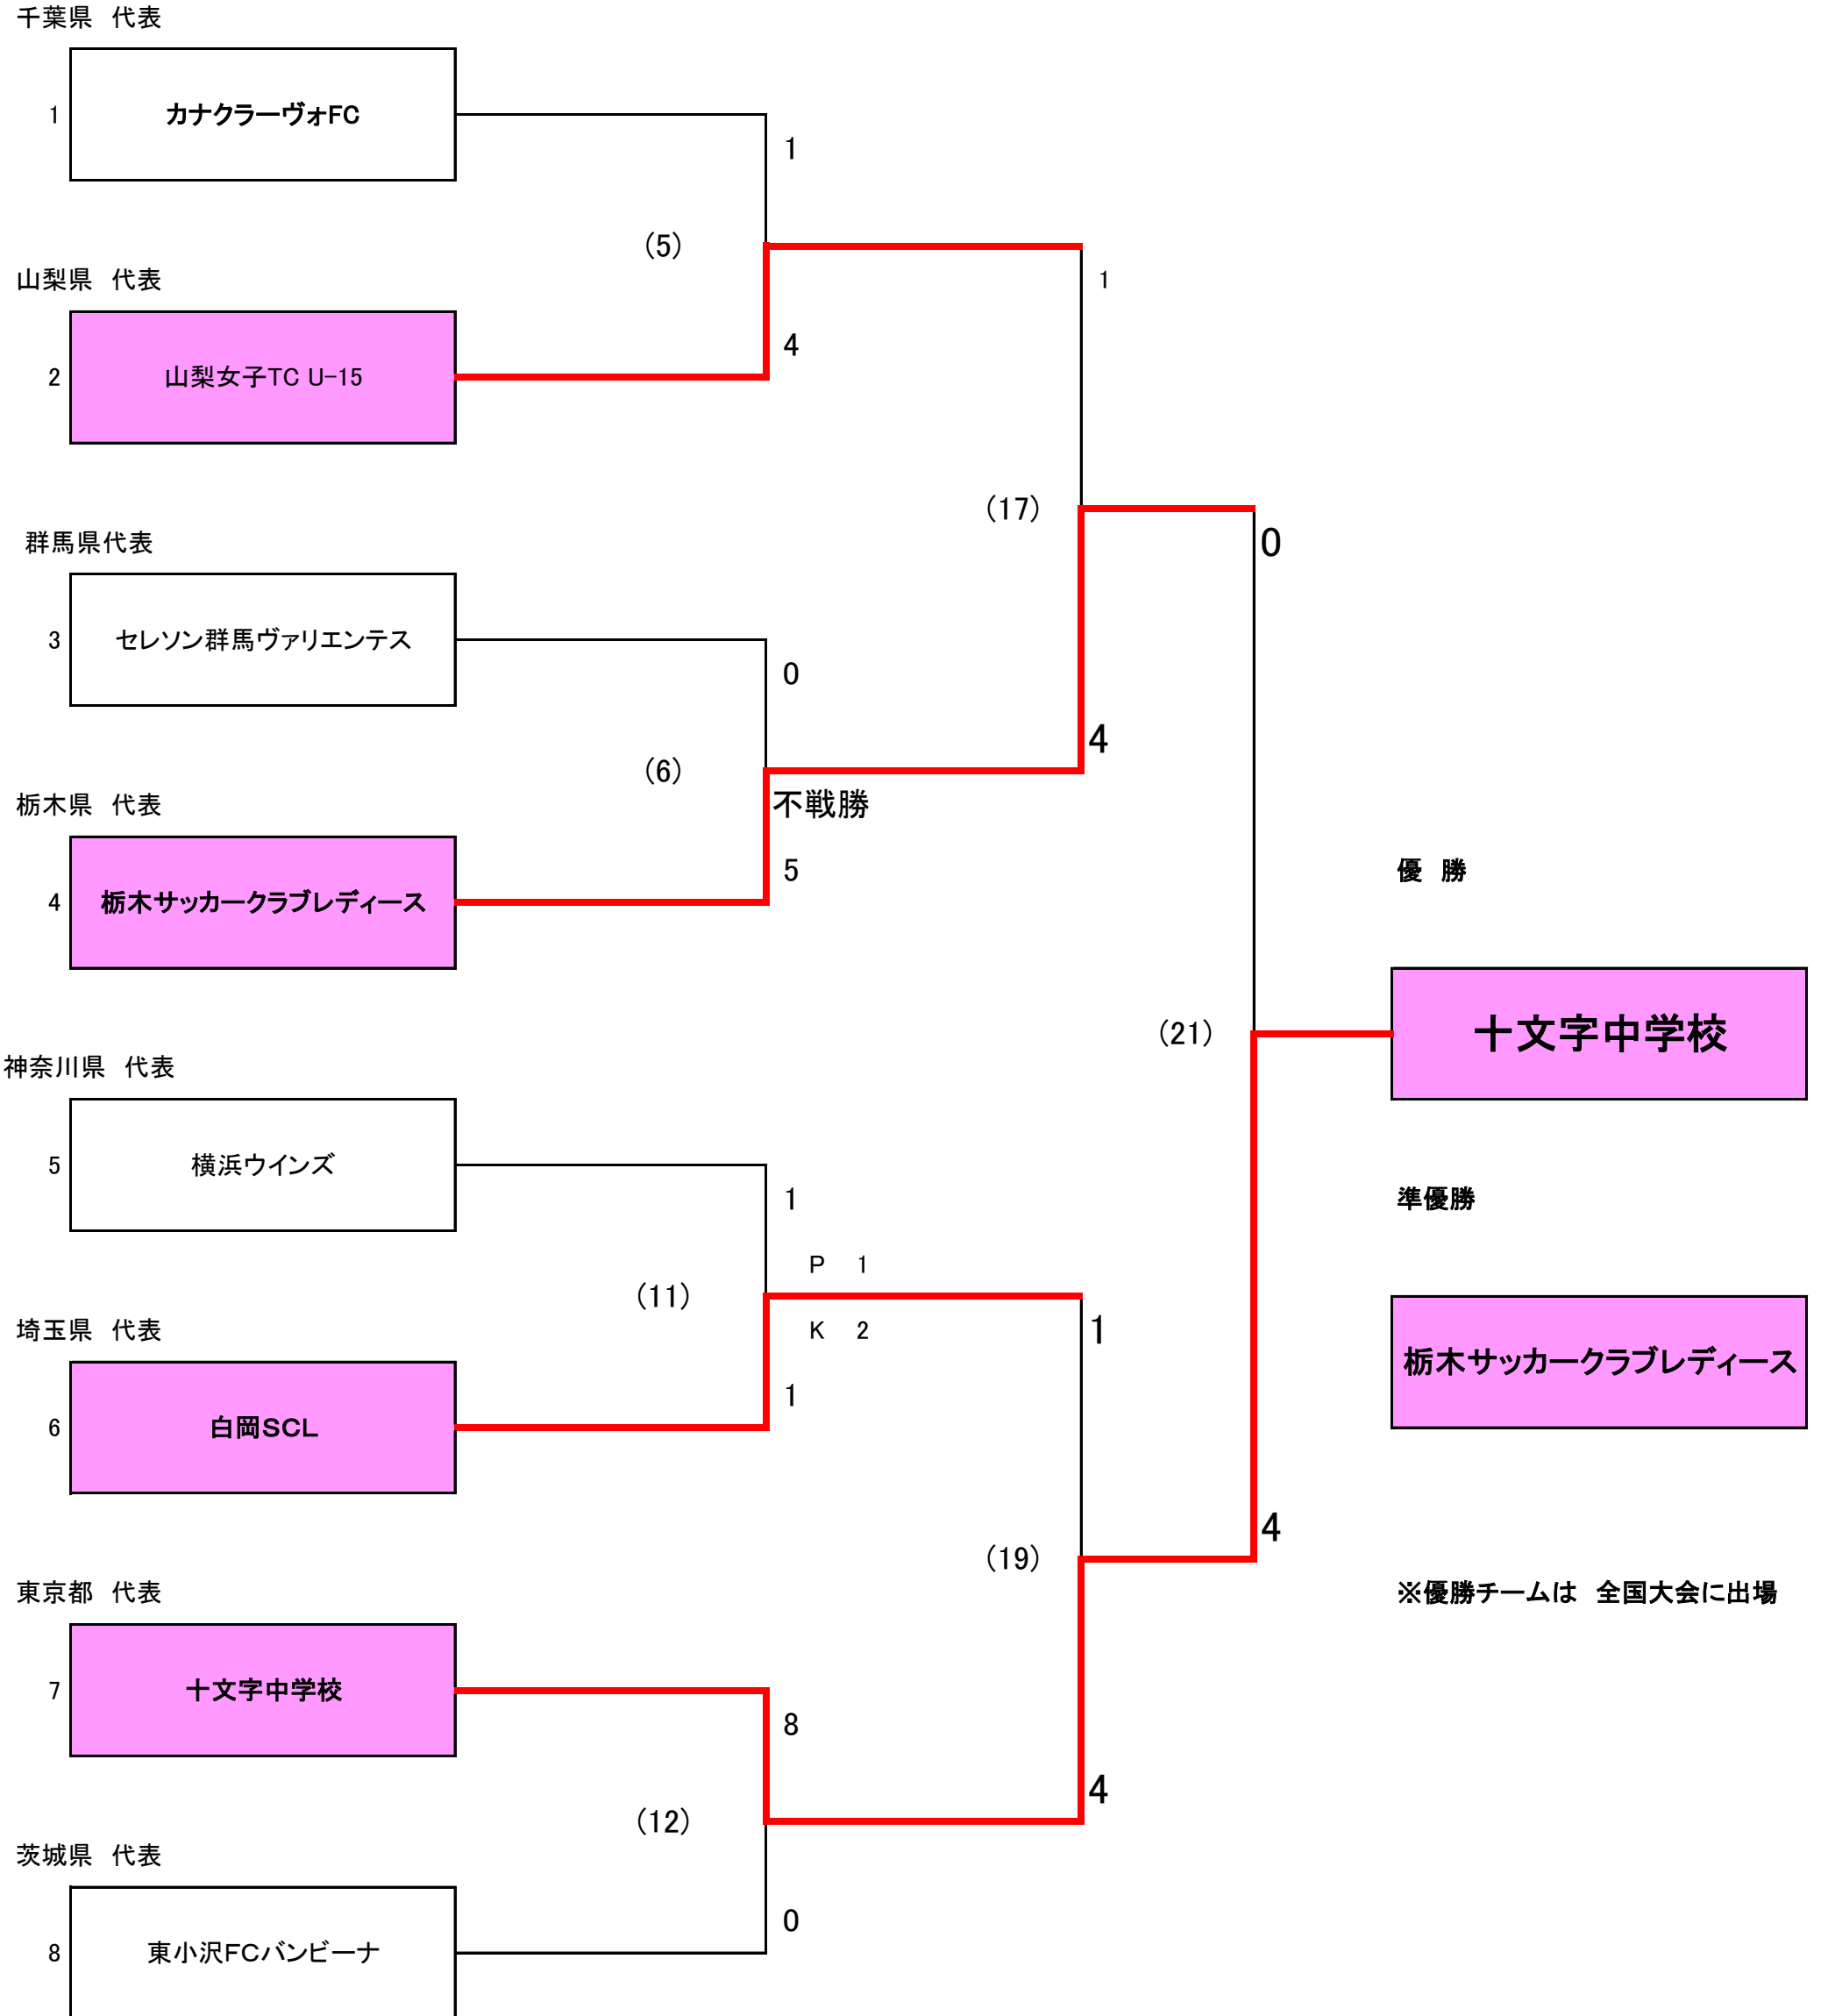 千葉県　代表
1
カナクラーヴォFC
1
(5)
山梨県　代表
1
4
2
山梨女子TC U-15
(17)
群馬県代表
0
3
セレソン群馬ヴァリエンテス
0
4
(6)
栃木県　代表
不戦勝
5
優　勝
4
栃木サッカークラブレディース
(21)
十文字中学校
神奈川県　代表
5
横浜ウインズ
1
準優勝
P　1
(11)
埼玉県　代表
K　2
1
栃木サッカークラブレディース
1
6
白岡SCL
4
(19)
東京都　代表
※優勝チームは　全国大会に出場
7
十文字中学校
8
4
(12)
茨城県　代表
0
8
東小沢FCバンビーナ